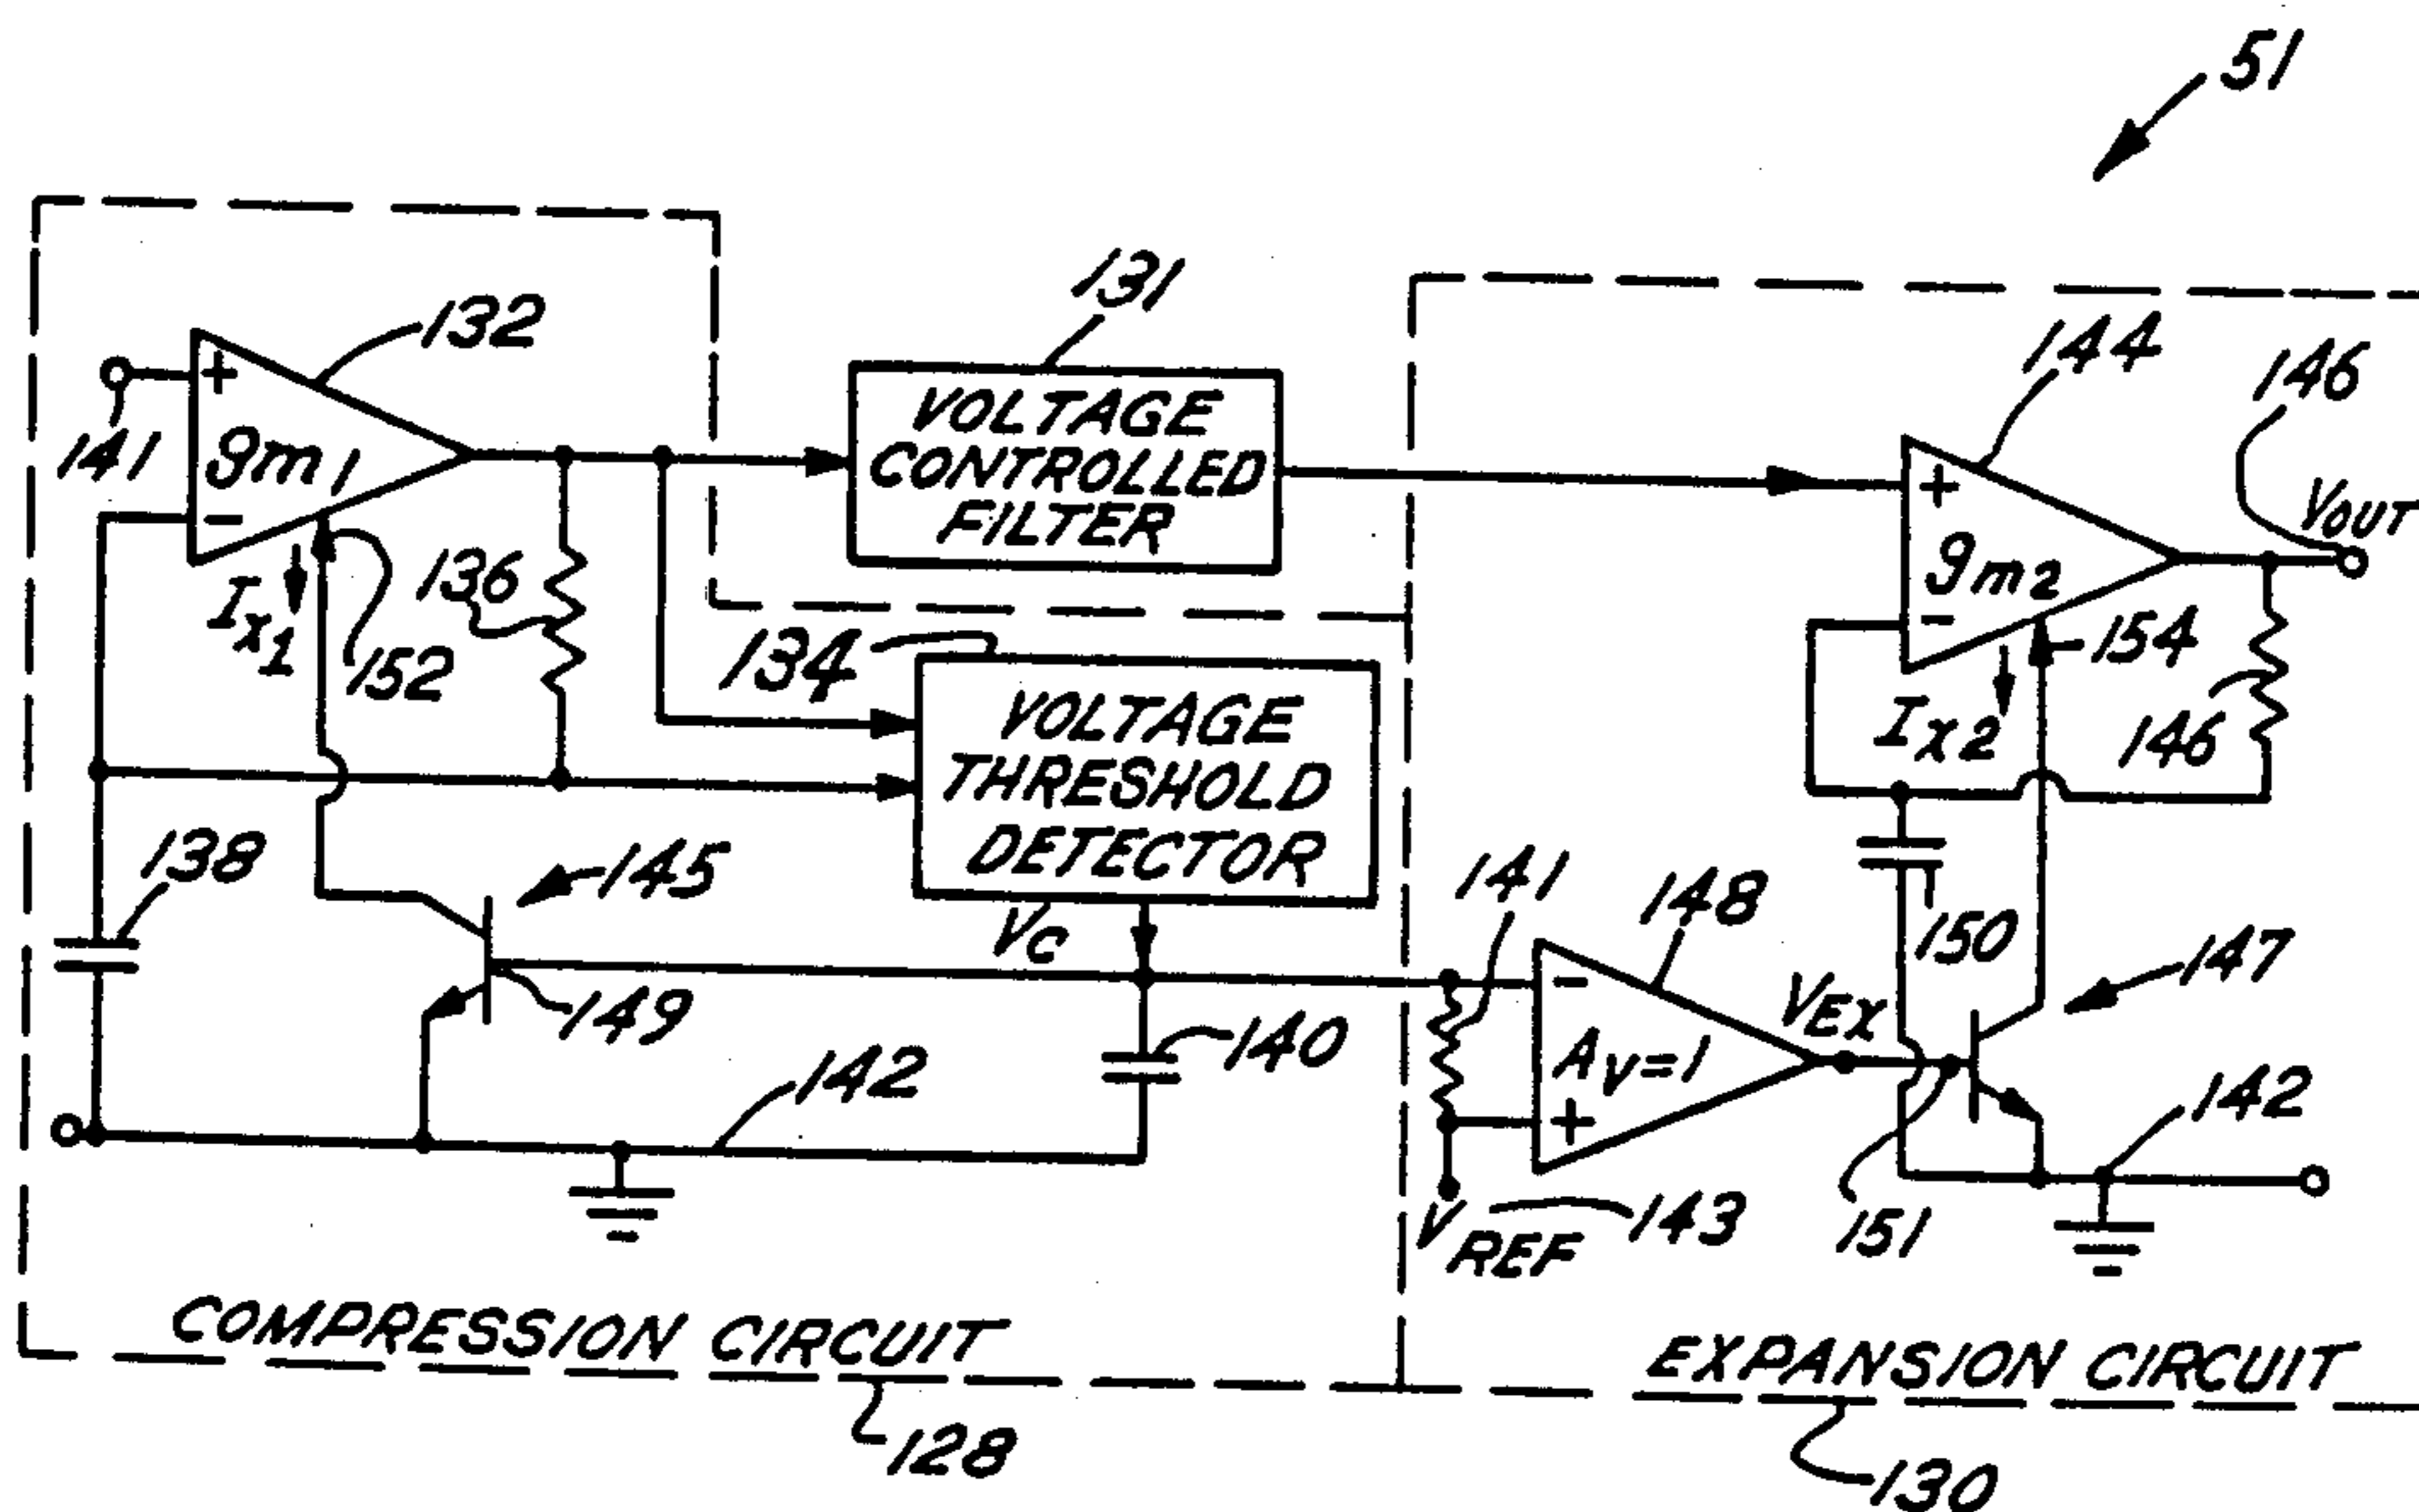 51
131
132
144
146
141
+
gm1
-
VOLTAGE
CONTROLLED
FILTER
+
gm2
-
VOUT
Ix1
152
136
134
VOLTAGE
THRESHOLD
DETECTOR
154
Ix2
146
138
145
VC
141
148
150
147
149
142
140
-
AV=1
+
VEX
142
VREF
143
151
COMPRESSION CIRCUIT
128
EXPANSION CIRCUIT
130